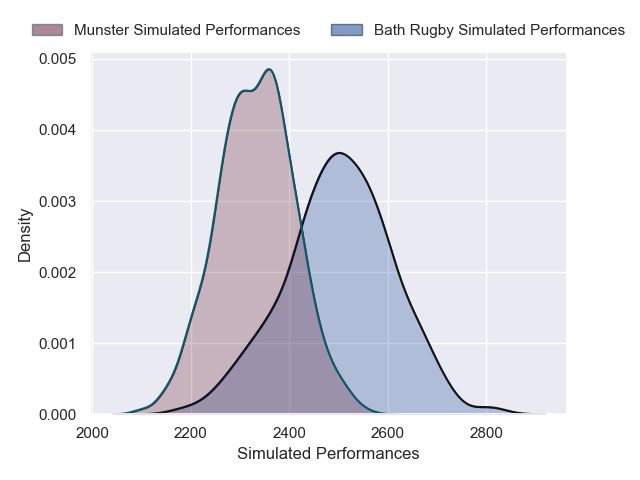 Munster Simulated Performances
Bath Rugby Simulated Performances
0.005
0.004
0.003
0.002
0.001
0.000
Density
2000 2200 2400 2600 2800
Simulated Performances